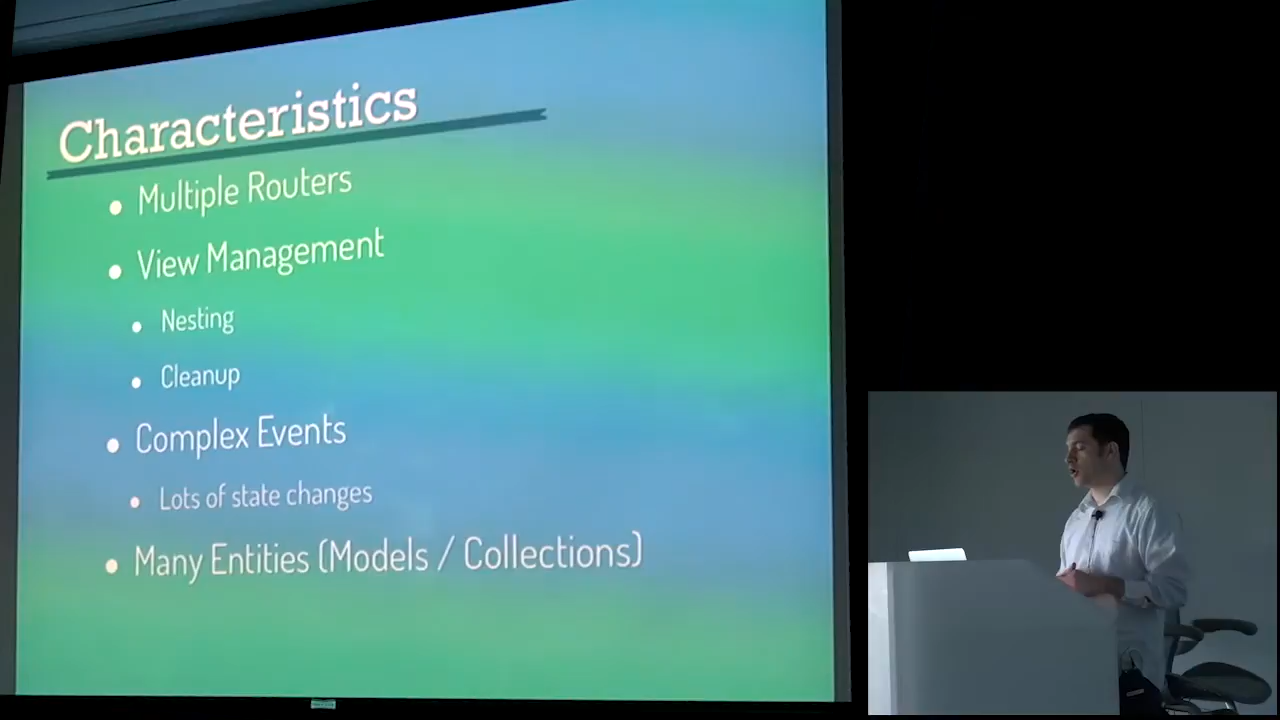 Characteristics
Multiple Routers
View Management
Nesting
Cleanup
Complex Events
Lots of state changes
Many Entities (Models / Collections)